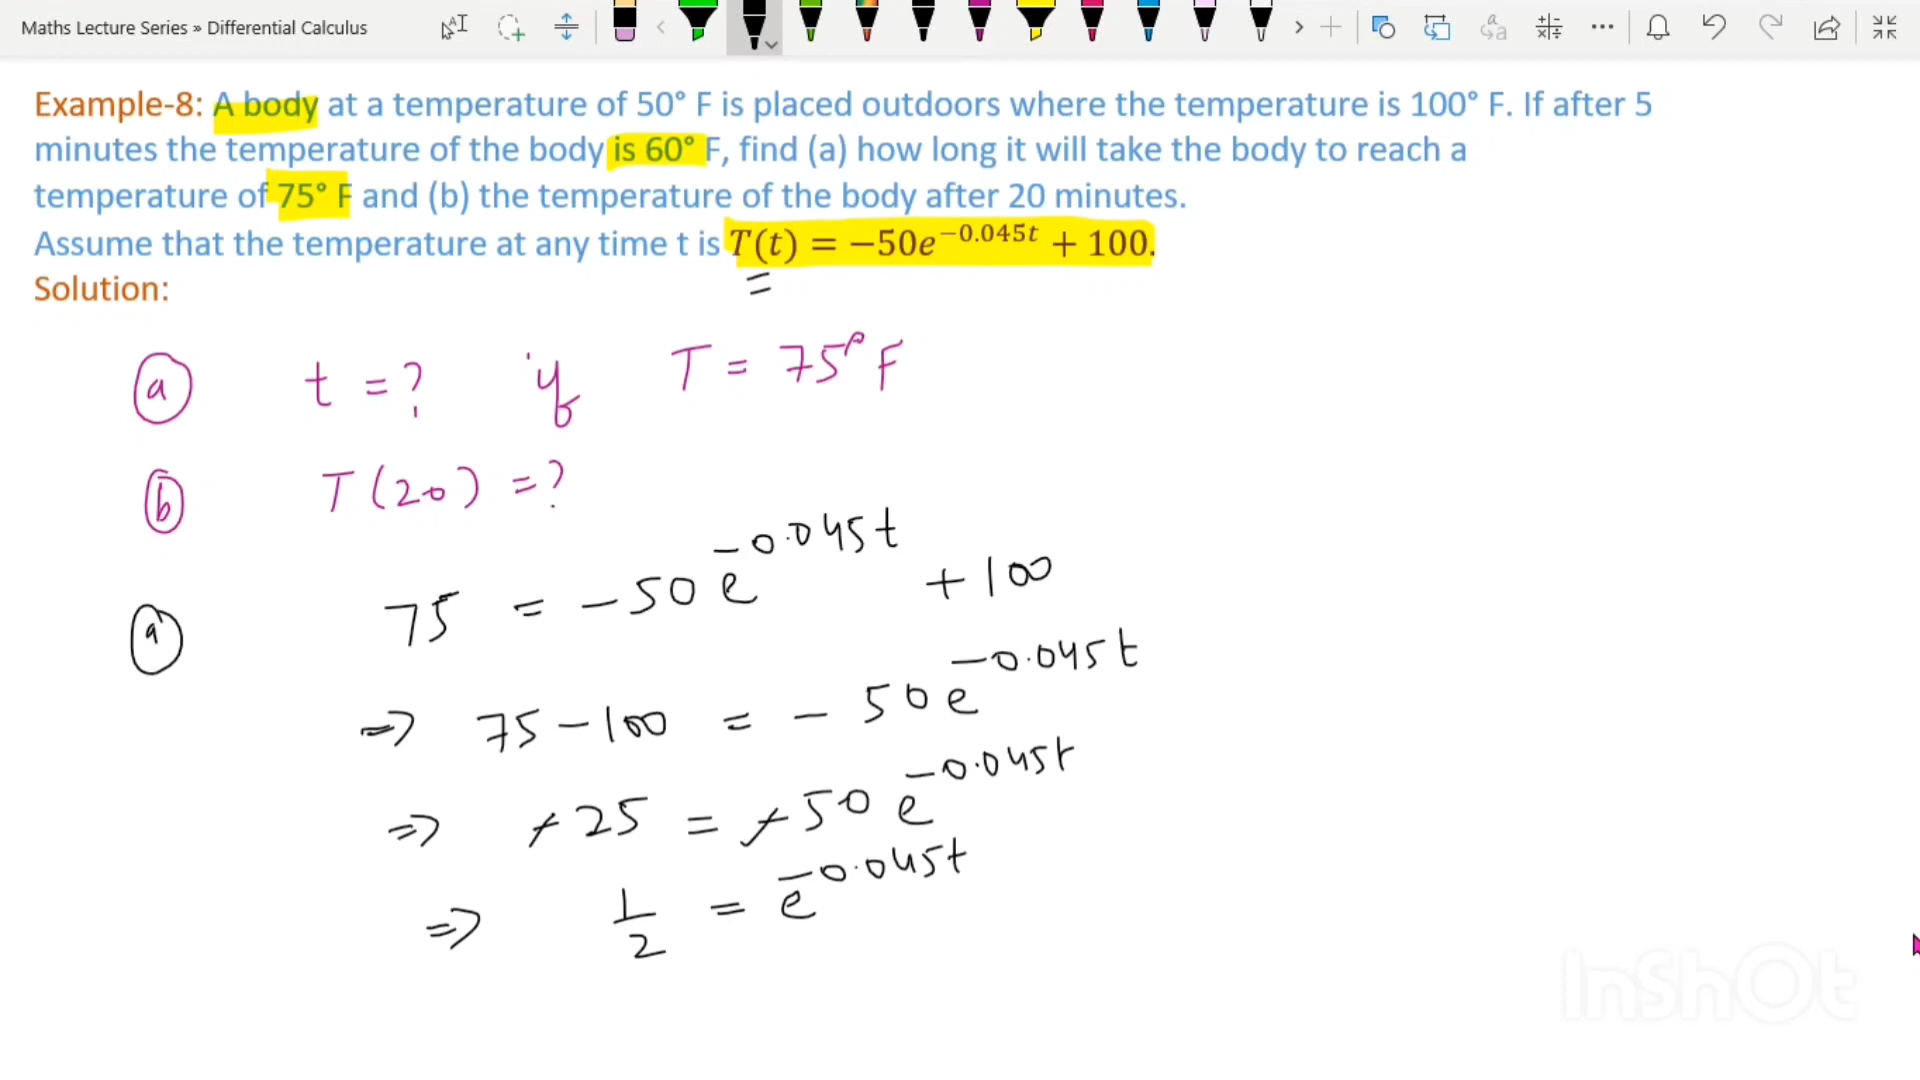 Maths Lecture Series » Differential Calculus
Example-8: A body at a temperature of 50° F is placed outdoors where the temperature is 100° F. If after 5
minutes the temperature of the body is 60° F, find (a) how long it will take the body to reach a
temperature of 75° F and (b) the temperature of the body after 20 minutes.
Assume that the temperature at any time t is T(t) = −50e^{−0.045t} + 100.
Solution:
(a) t = ? if T = 75° F
(b) T(20) = ?
(a) 75 = −50 e^{−0.045t} + 100
⇒ 75 − 100 = − 50 e^{−0.045t}
⇒ −25 = −50 e^{−0.045t}
⇒ 1/2 = e^{−0.045t}
InShOt